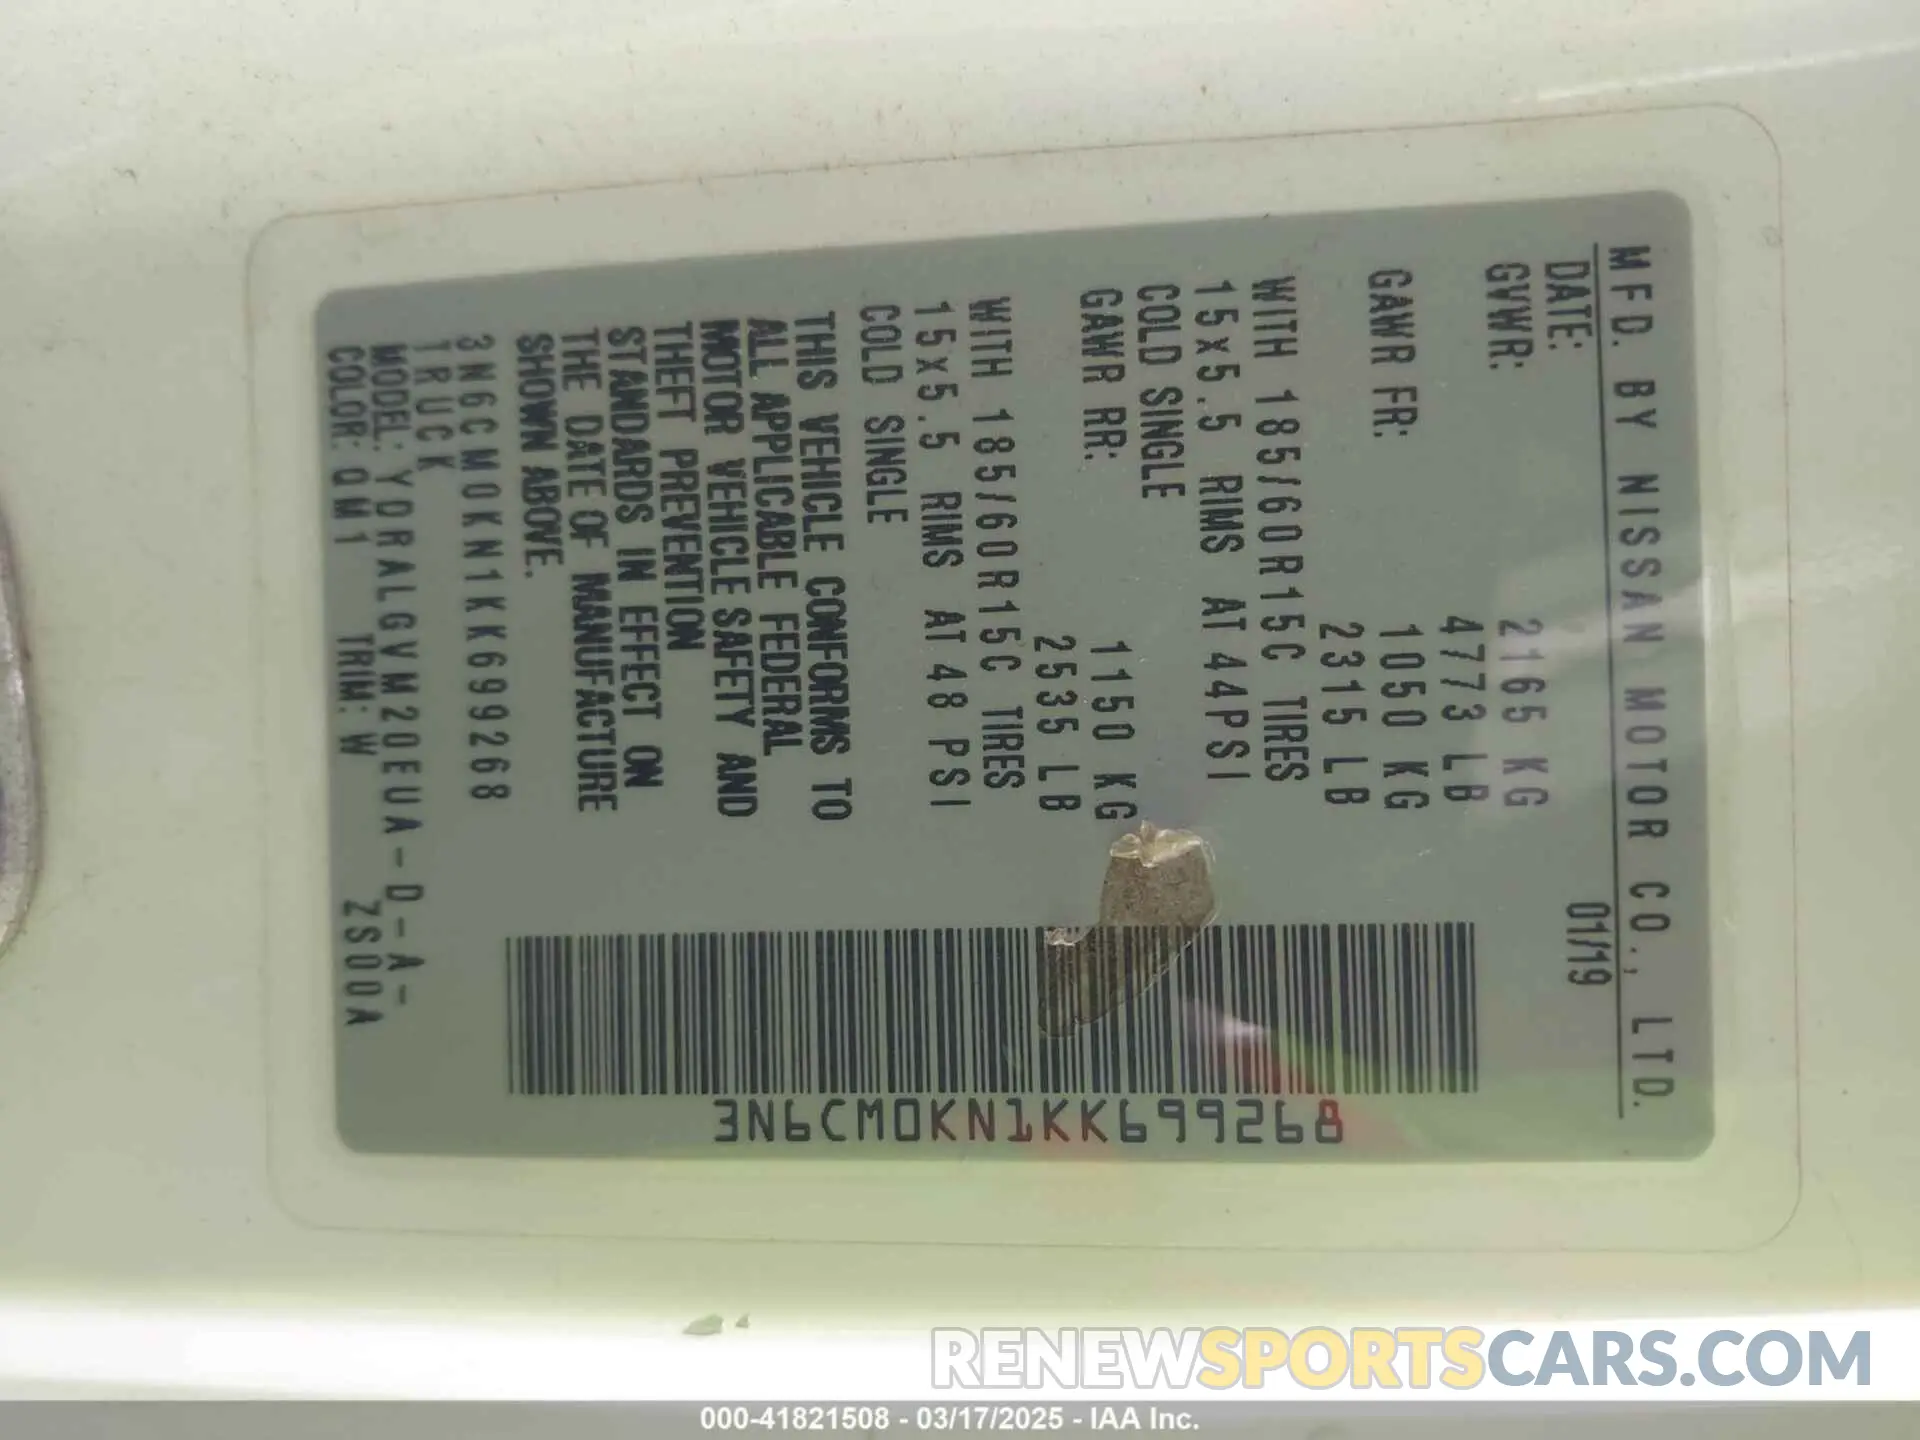 MFD. BY NISSAN MOTOR CO., LTD.
DATE: 01/19
GVWR: 2165 KG
4773 LB
GAWR FR: 1050 KG
2315 LB
WITH 185/60R15C TIRES
15x5.5 RIMS AT 44PSI
COLD SINGLE
GAWR RR: 1150 KG
2535 LB
WITH 185/60R15C TIRES
15x5.5 RIMS AT 48 PSI
COLD SINGLE
THIS VEHICLE CONFORMS TO
ALL APPLICABLE FEDERAL
MOTOR VEHICLE SAFETY AND
THEFT PREVENTION
STANDARDS IN EFFECT ON
THE DATE OF MANUFACTURE
SHOWN ABOVE.
3N6CM0KN1KK699268
TRUCK
MODEL: YDRALGVM20EUA-D-A-
COLOR: QM1 TRIM: W ZS00A
3N6CM0KN1KK699268
RENEWSPORTSCARS.COM
000-41821508 - 03/17/2025 - IAA Inc.